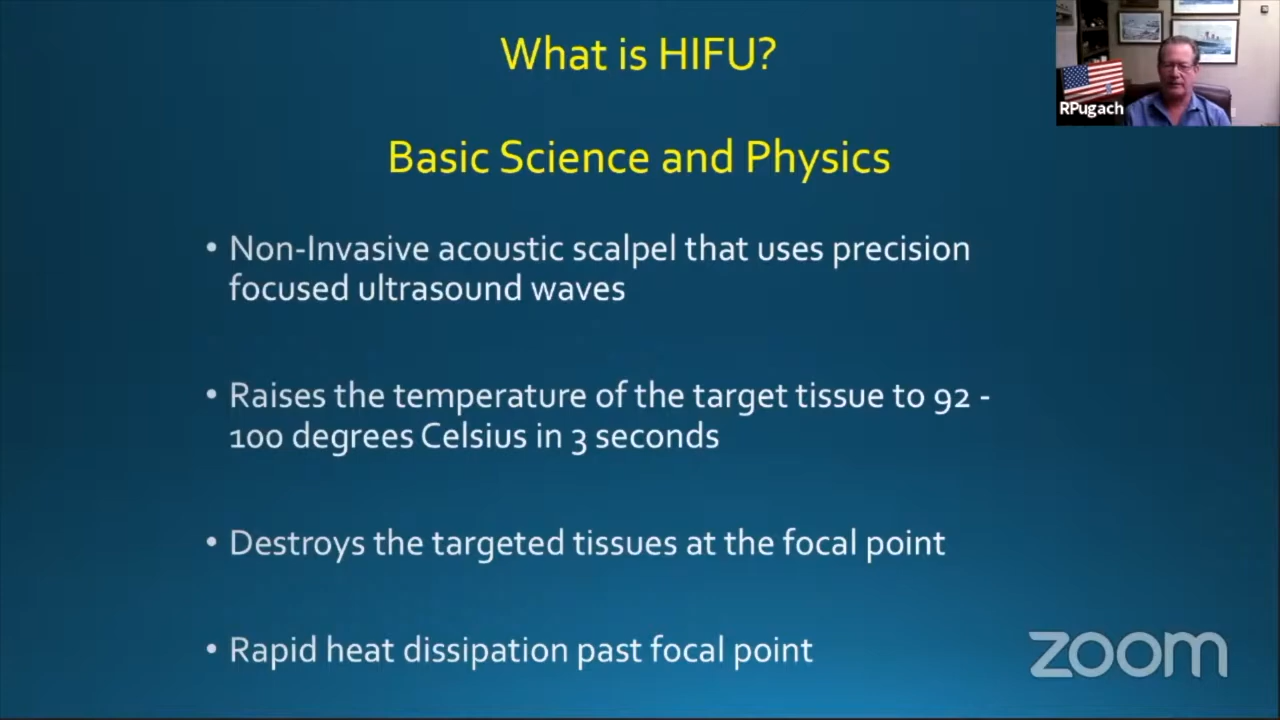 What is HIFU?
RPugach
Basic Science and Physics
• Non-Invasive acoustic scalpel that uses precision
focused ultrasound waves
• Raises the temperature of the target tissue to 92 -
100 degrees Celsius in 3 seconds
• Destroys the targeted tissues at the focal point
• Rapid heat dissipation past focal point
zoom